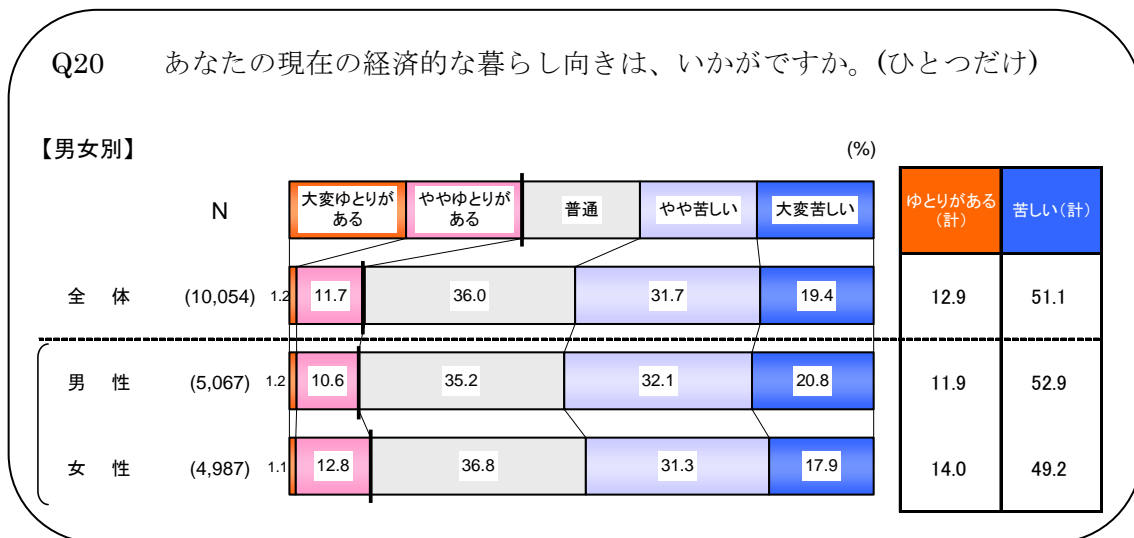 Q20 あなたの現在の経済的な暮らし向きは、いかがですか。(ひとつだけ)
【男女別】
(%)
N
大変ゆとりが
ある
ややゆとりが
ある
普通
やや苦しい
大変苦しい
ゆとりがある
(計)
苦しい(計)
全 体 (10,054) 1.2 11.7 36.0 31.7 19.4 12.9 51.1
男 性 (5,067) 1.2 10.6 35.2 32.1 20.8 11.9 52.9
女 性 (4,987) 1.1 12.8 36.8 31.3 17.9 14.0 49.2